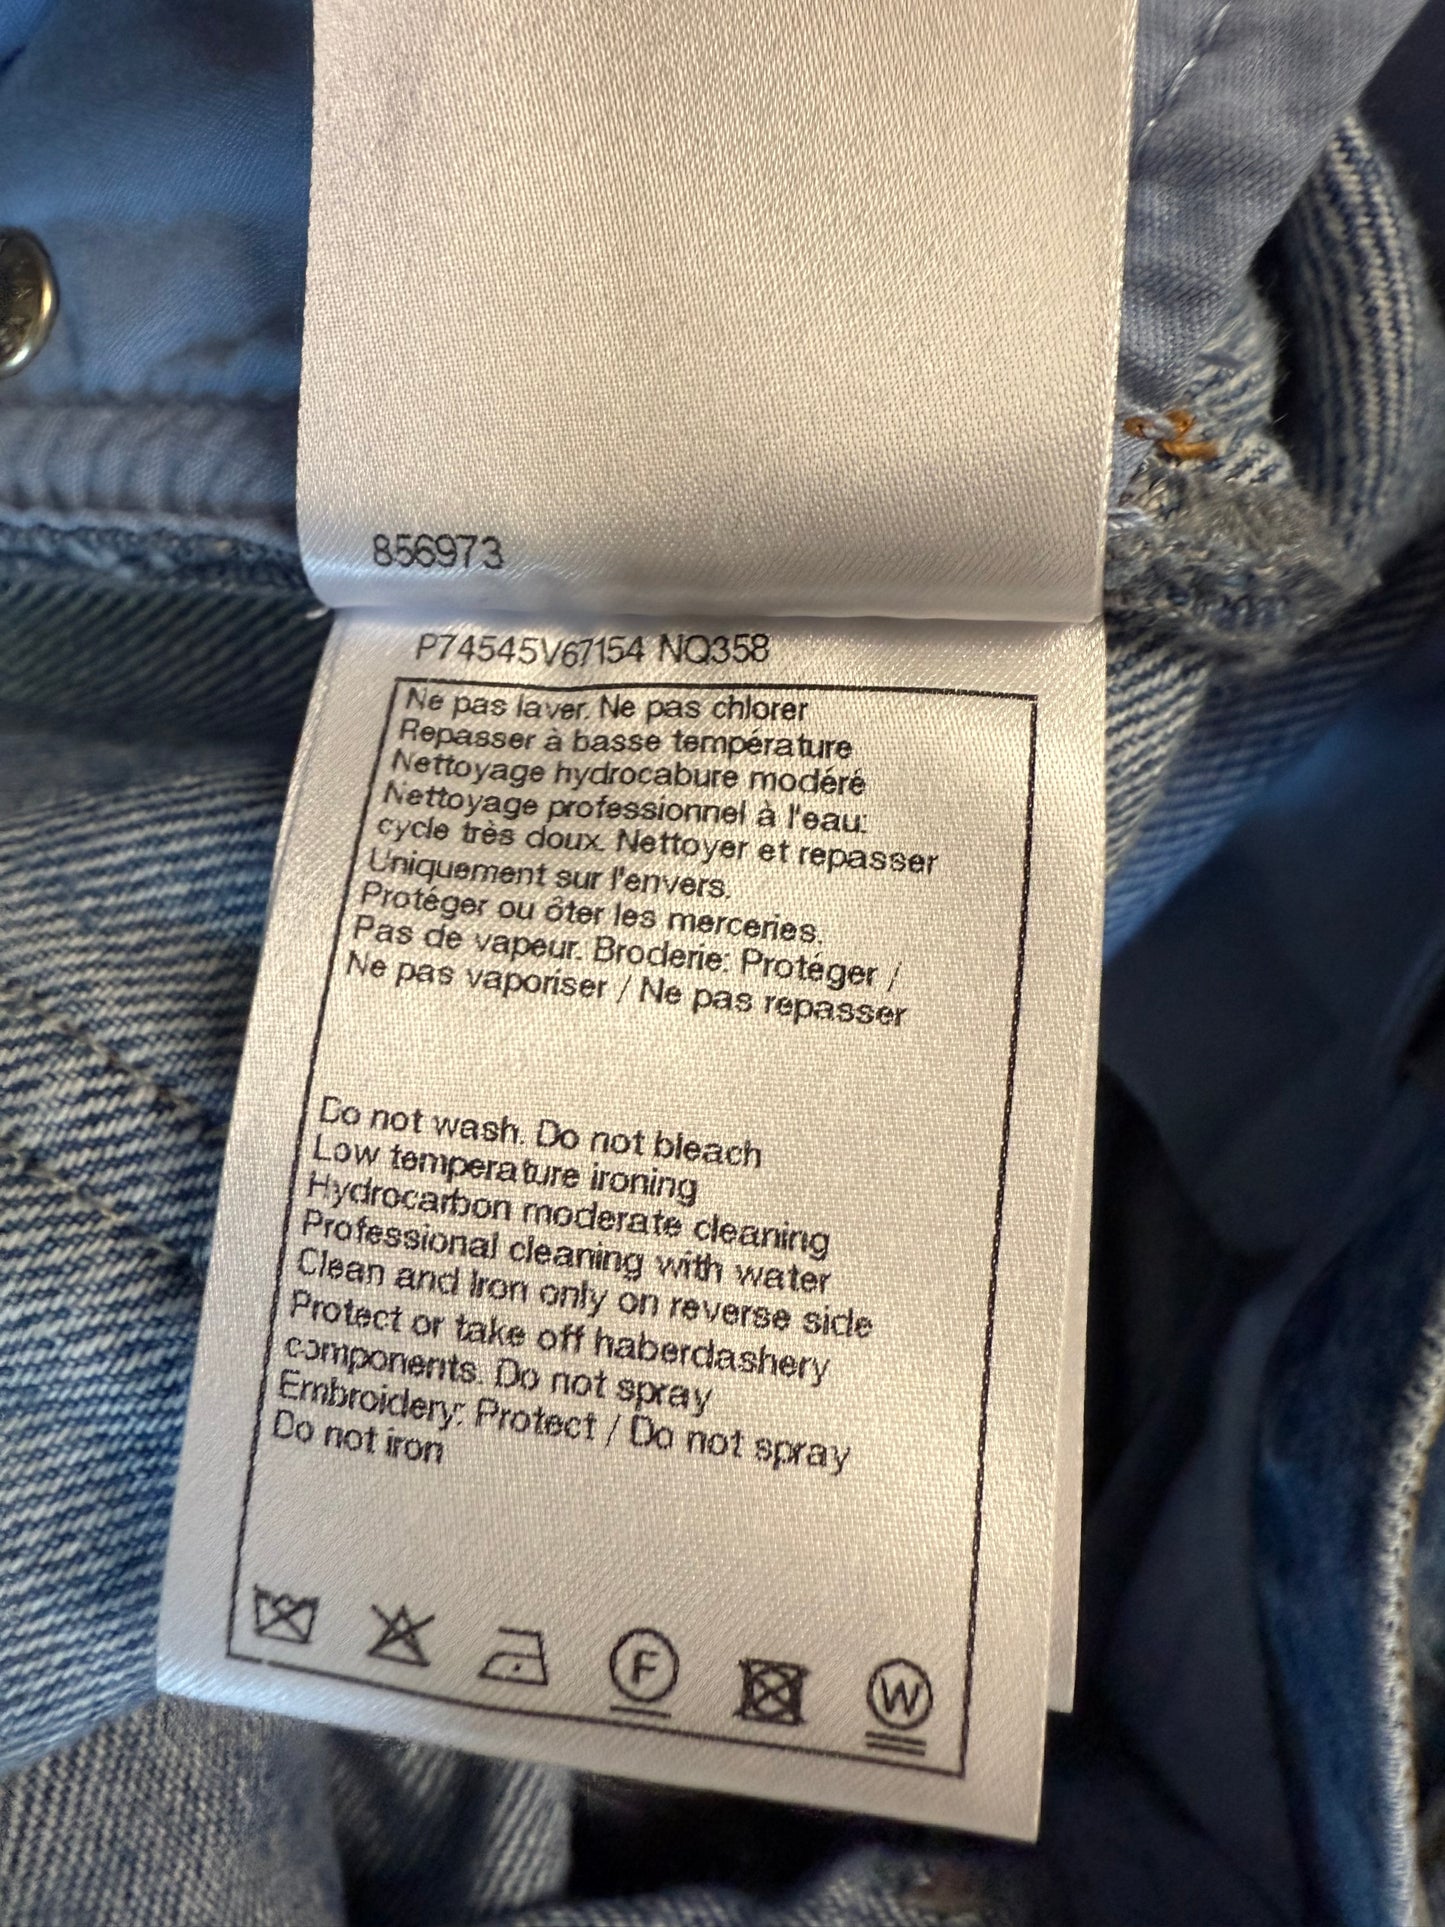 856973
P74545V67154 NQ358
Ne pas laver. Ne pas chlorer
Repasser à basse température
Nettoyage hydrocabure modéré
Nettoyage professionnel à l'eau:
cycle très doux. Nettoyer et repasser
Uniquement sur l'envers.
Protéger ou ôter les merceries.
Pas de vapeur. Broderie: Protéger /
Ne pas vaporiser / Ne pas repasser
Do not wash. Do not bleach
Low temperature ironing
Hydrocarbon moderate cleaning
Professional cleaning with water
Clean and Iron only on reverse side
Protect or take off haberdashery
components. Do not spray
Embroidery: Protect / Do not spray
Do not iron
F
W